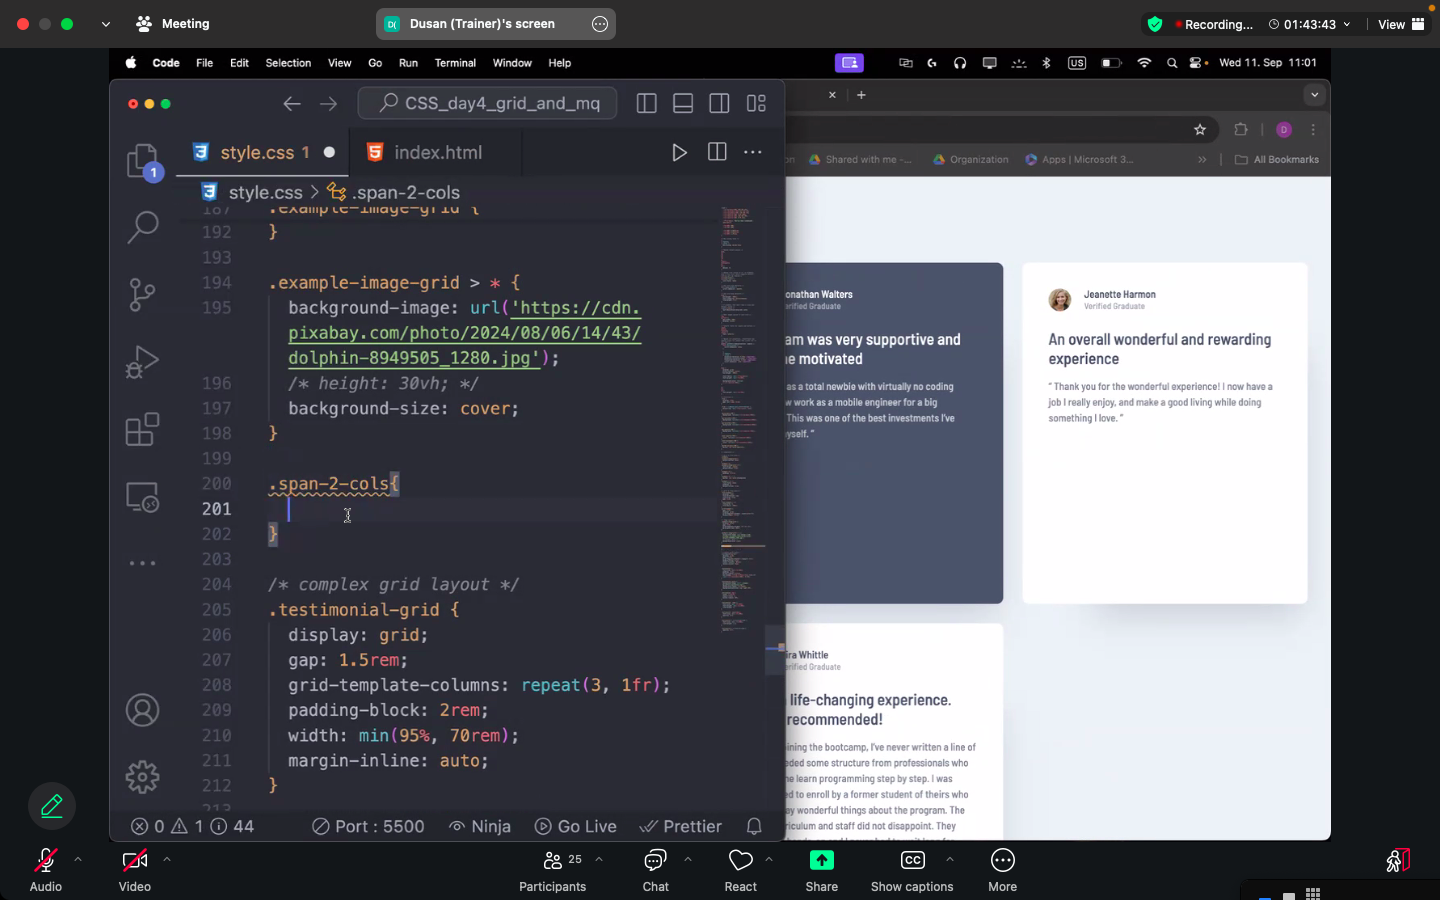 Meeting
D( Dusan (Trainer)'s screen
Recording...
01:43:43
View
Code File Edit Selection View Go Run Terminal Window Help
US
Wed 11. Sep 11:01
CSS_day4_grid_and_mq
style.css 1
index.html
style.css > .span-2-cols
Shared with me -...
Organization
Apps | Microsoft 3...
All Bookmarks
D
1
187 .example-image-grid {
192 }
193
194 .example-image-grid > * {
195 background-image: url('https://cdn.
pixabay.com/photo/2024/08/06/14/43/
dolphin-8949505_1280.jpg');
196 /* height: 30vh; */
197 background-size: cover;
198 }
199
200 .span-2-cols{
201
202 }
203
204 /* complex grid layout */
205 .testimonial-grid {
206 display: grid;
207 gap: 1.5rem;
208 grid-template-columns: repeat(3, 1fr);
209 padding-block: 2rem;
210 width: min(95%, 70rem);
211 margin-inline: auto;
212 }
213
0 1 44 Port : 5500 Ninja Go Live Prettier
onathan Walters
erified Graduate
am was very supportive and
e motivated
as a total newbie with virtually no coding
w work as a mobile engineer for a big
This was one of the best investments I've
yself. "
Jeanette Harmon
Verified Graduate
An overall wonderful and rewarding
experience
" Thank you for the wonderful experience! I now have a
job I really enjoy, and make a good living while doing
something I love. "
ira Whittle
erified Graduate
life-changing experience.
recommended!
ining the bootcamp, I've never written a line of
eded some structure from professionals who
me learn programming step by step. I was
ed to enroll by a former student of theirs who
ay wonderful things about the program. The
riculum and staff did not disappoint. They
Audio
Video
25
Participants
Chat
React
Share
CC
Show captions
More